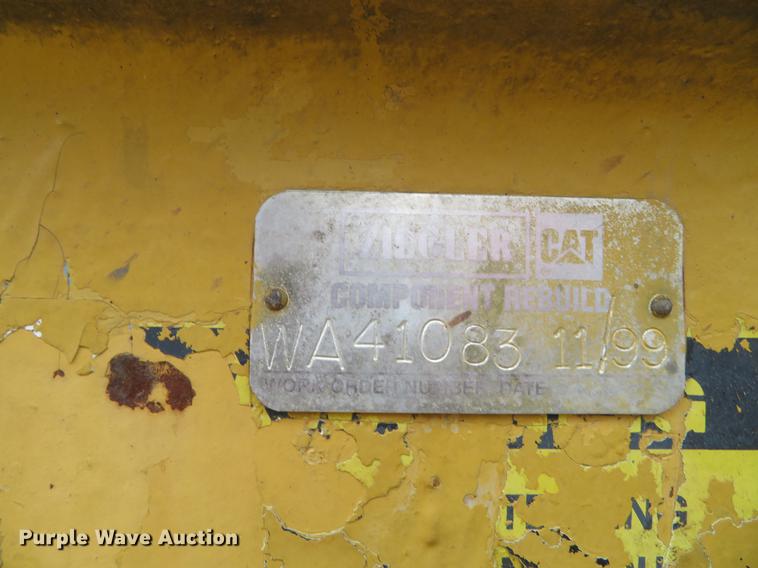 ZIEGLER CAT
COMPONENT REBUILD
WA41083 11/99
WORK ORDER NUMBER DATE
Purple Wave Auction